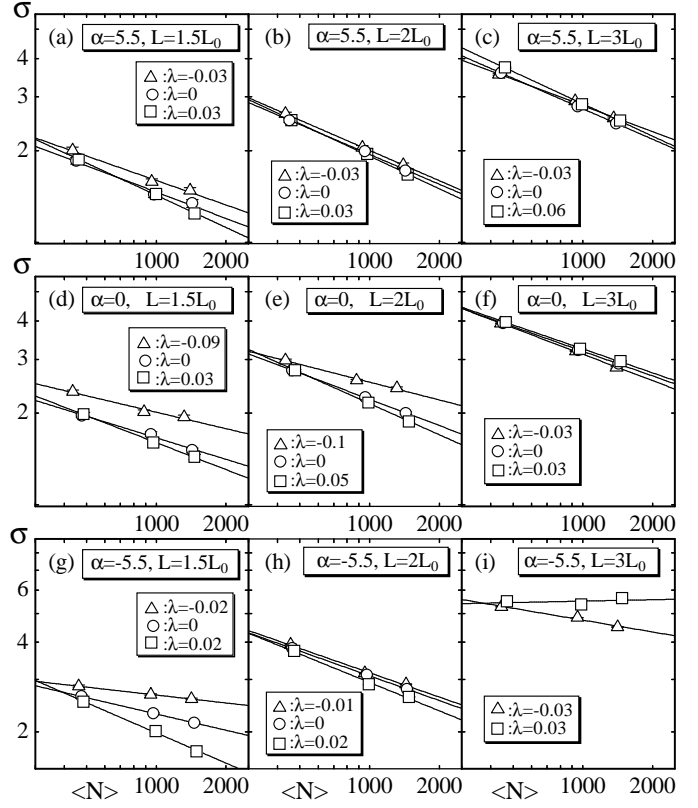 σ
(a) α=5.5, L=1.5L₀
(b) α=5.5, L=2L₀
(c) α=5.5, L=3L₀
4
3
2
△:λ=-0.03
○:λ=0
□:λ=0.03
△:λ=-0.03
○:λ=0
□:λ=0.03
△:λ=-0.03
○:λ=0
□:λ=0.06
1000 2000 1000 2000 1000 2000
σ
(d) α=0, L=1.5L₀
(e) α=0, L=2L₀
(f) α=0, L=3L₀
4
3
2
△:λ=-0.09
○:λ=0
□:λ=0.03
△:λ=-0.1
○:λ=0
□:λ=0.05
△:λ=-0.03
○:λ=0
□:λ=0.03
1000 2000 1000 2000 1000 2000
σ
(g) α=-5.5, L=1.5L₀
(h) α=-5.5, L=2L₀
(i) α=-5.5, L=3L₀
6
4
3
2
△:λ=-0.02
○:λ=0
□:λ=0.02
△:λ=-0.01
○:λ=0
□:λ=0.02
△:λ=-0.03
□:λ=0.03
<N> 1000 2000 <N> 1000 2000 <N> 1000 2000